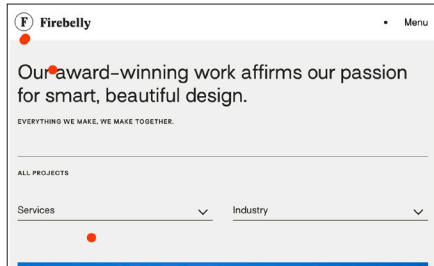 F Firebelly
Menu
Our award-winning work affirms our passion
for smart, beautiful design.
EVERYTHING WE MAKE, WE MAKE TOGETHER.
ALL PROJECTS
Services
Industry